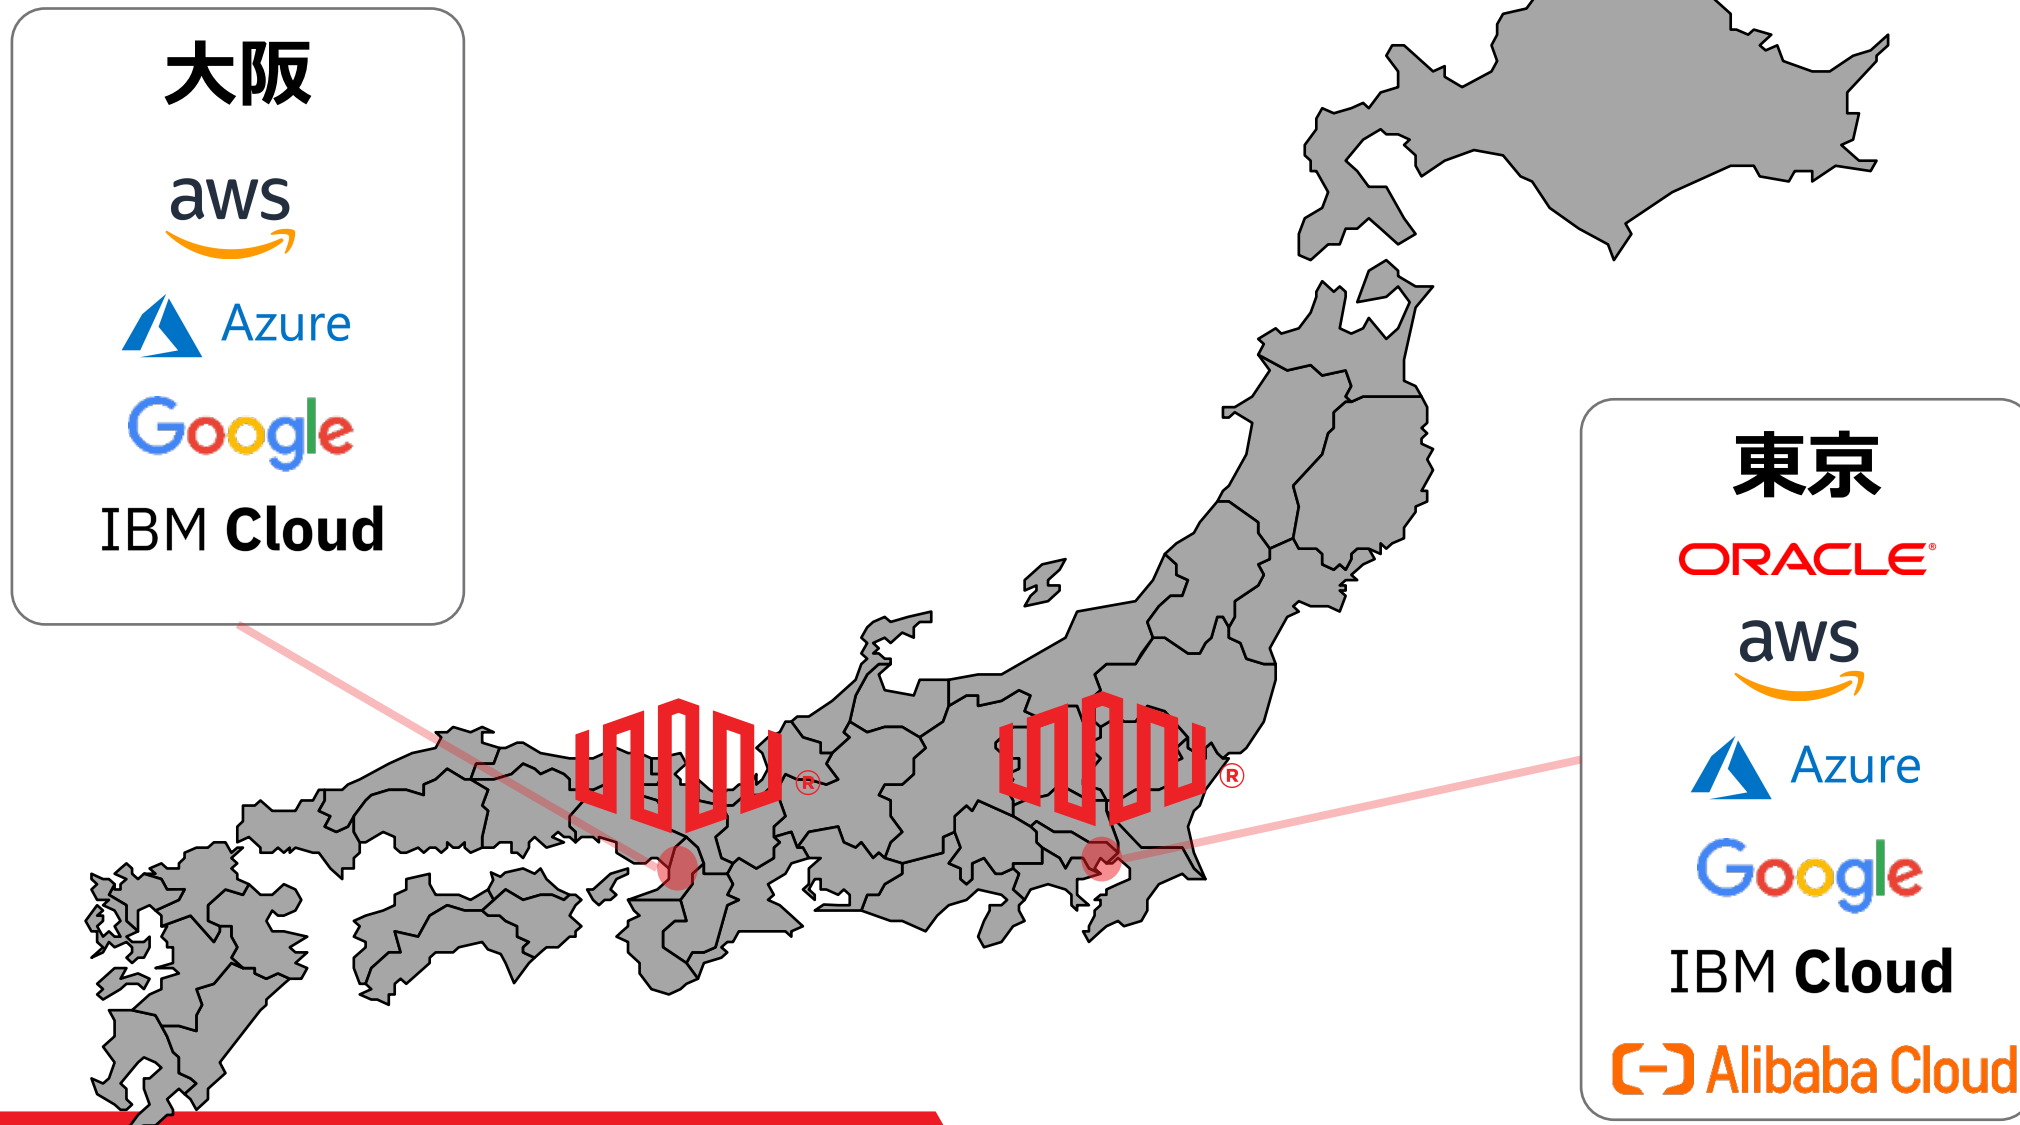 大阪
aws
Azure
Google
IBM Cloud
®
®
東京
ORACLE®
aws
Azure
Google
IBM Cloud
Alibaba Cloud